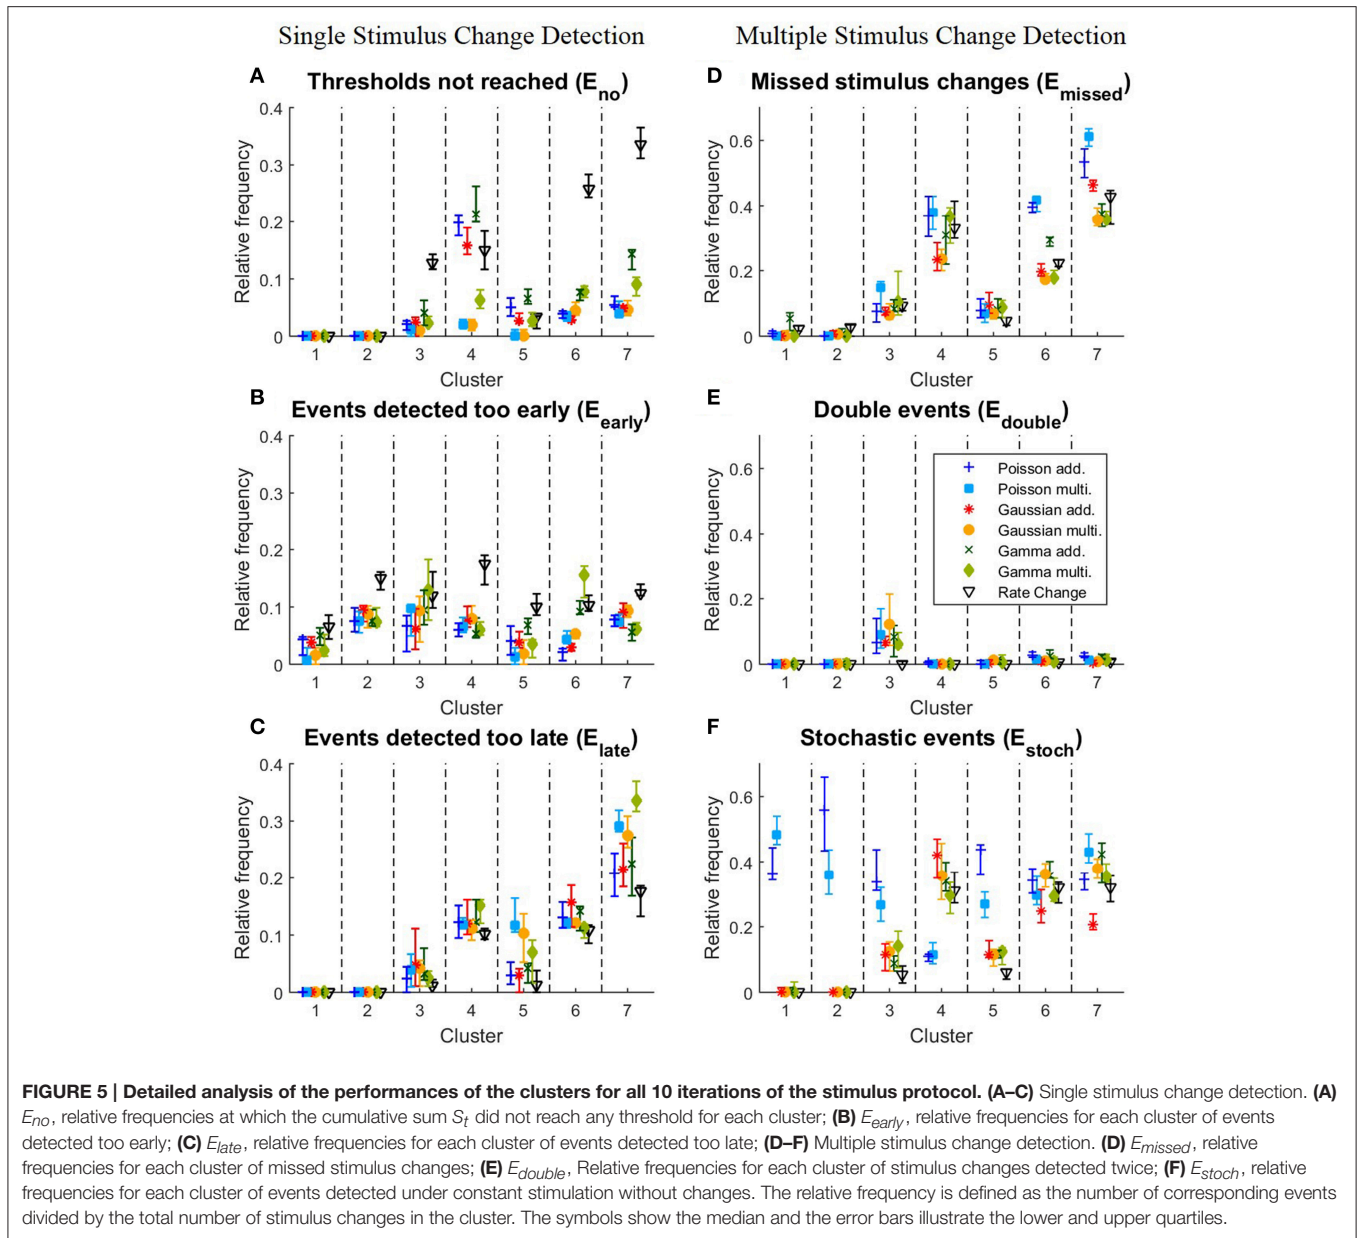 Single Stimulus Change Detection
Multiple Stimulus Change Detection
A
Thresholds not reached (E_no)
0.4
0.3
0.2
0.1
0
Relative frequency
1 2 3 4 5 6 7
Cluster
B
Events detected too early (E_early)
0.4
0.3
0.2
0.1
0
Relative frequency
1 2 3 4 5 6 7
Cluster
C
Events detected too late (E_late)
0.4
0.3
0.2
0.1
0
Relative frequency
1 2 3 4 5 6 7
Cluster
D
Missed stimulus changes (E_missed)
0.6
0.4
0.2
0
Relative frequency
1 2 3 4 5 6 7
Cluster
E
Double events (E_double)
0.6
0.4
0.2
0
Relative frequency
Poisson add.
Poisson multi.
Gaussian add.
Gaussian multi.
Gamma add.
Gamma multi.
Rate Change
1 2 3 4 5 6 7
Cluster
F
Stochastic events (E_stoch)
0.6
0.4
0.2
0
Relative frequency
1 2 3 4 5 6 7
Cluster
FIGURE 5 | Detailed analysis of the performances of the clusters for all 10 iterations of the stimulus protocol. (A–C) Single stimulus change detection. (A)
E_no, relative frequencies at which the cumulative sum S_t did not reach any threshold for each cluster; (B) E_early, relative frequencies for each cluster of events
detected too early; (C) E_late, relative frequencies for each cluster of events detected too late; (D–F) Multiple stimulus change detection. (D) E_missed, relative
frequencies for each cluster of missed stimulus changes; (E) E_double, Relative frequencies for each cluster of stimulus changes detected twice; (F) E_stoch, relative
frequencies for each cluster of events detected under constant stimulation without changes. The relative frequency is defined as the number of corresponding events
divided by the total number of stimulus changes in the cluster. The symbols show the median and the error bars illustrate the lower and upper quartiles.